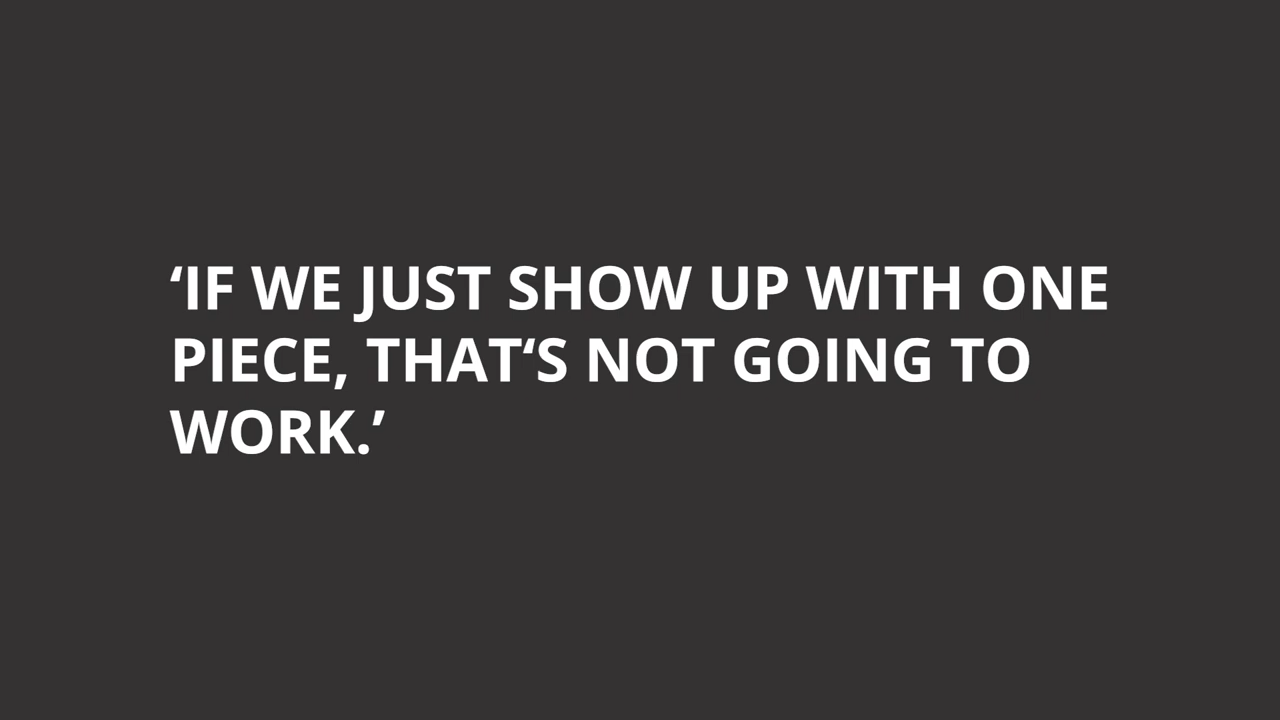 ‘IF WE JUST SHOW UP WITH ONE
PIECE, THAT‘S NOT GOING TO
WORK.’